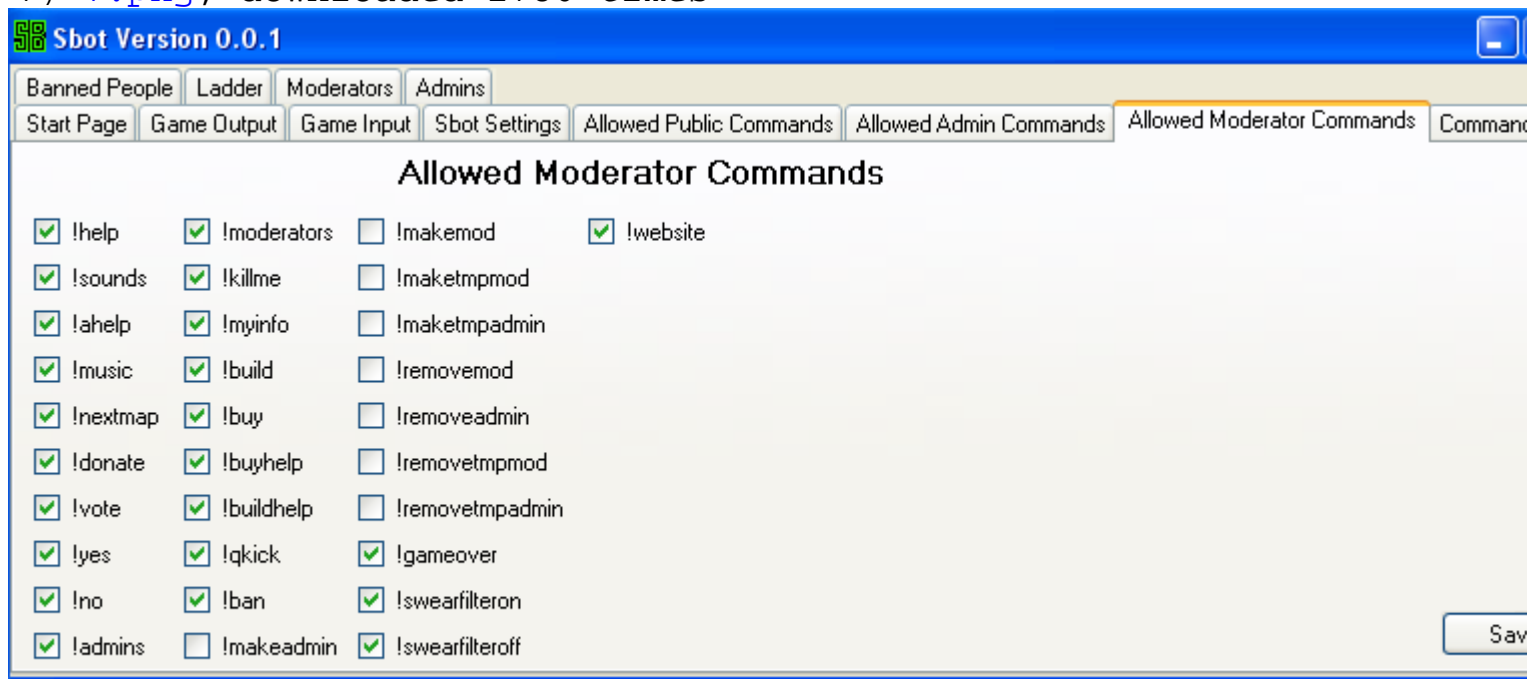 Sbot Version 0.0.1
Banned People Ladder Moderators Admins
Start Page Game Output Game Input Sbot Settings Allowed Public Commands Allowed Admin Commands Allowed Moderator Commands Comman
Allowed Moderator Commands
!help !moderators !makemod !website
!sounds !killme !maketmpmod
!ahelp !myinfo !maketmpadmin
!music !build !removemod
!nextmap !buy !removeadmin
!donate !buyhelp !removetmpmod
!vote !buildhelp !removetmpadmin
!yes !qkick !gameover
!no !ban !swearfilteron
Sav
!admins !makeadmin !swearfilteroff